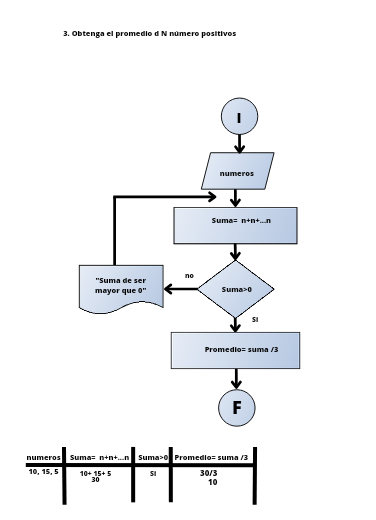 3. Obtenga el promedio d N número positivos
I
numeros
Suma= n+n+...n
no
"Suma de ser
mayor que 0"
Suma>0
Si
Promedio= suma /3
F
numeros Suma= n+n+...n Suma>0 Promedio= suma /3
10, 15, 5 10+ 15+ 5 Si 30/3
30 10